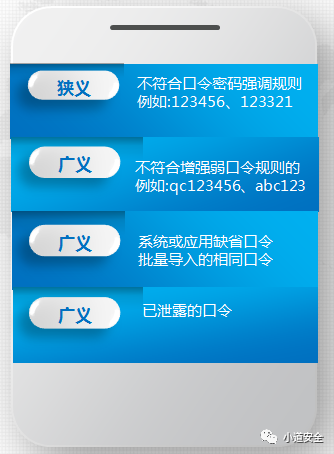 狭义
不符合口令密码强调规则
例如:123456、123321
广义
不符合增强弱口令规则的
例如:qc123456、abc123
广义
系统或应用缺省口令
批量导入的相同口令
广义
已泄露的口令
小道安全